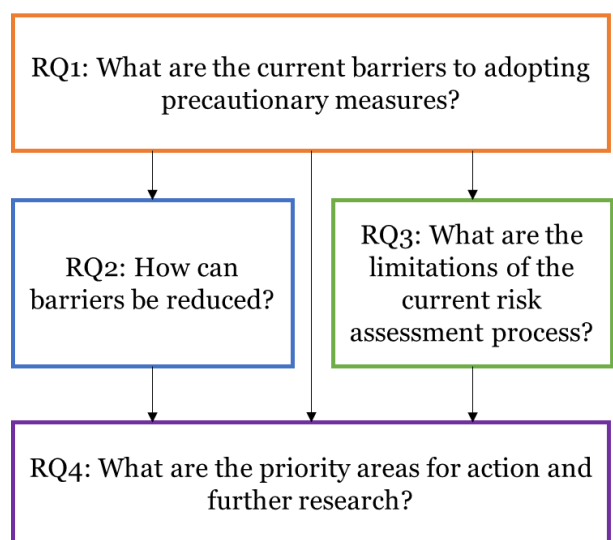 RQ1: What are the current barriers to adopting
precautionary measures?
RQ2: How can
barriers be reduced?
RQ3: What are the
limitations of the
current risk
assessment process?
RQ4: What are the priority areas for action and
further research?